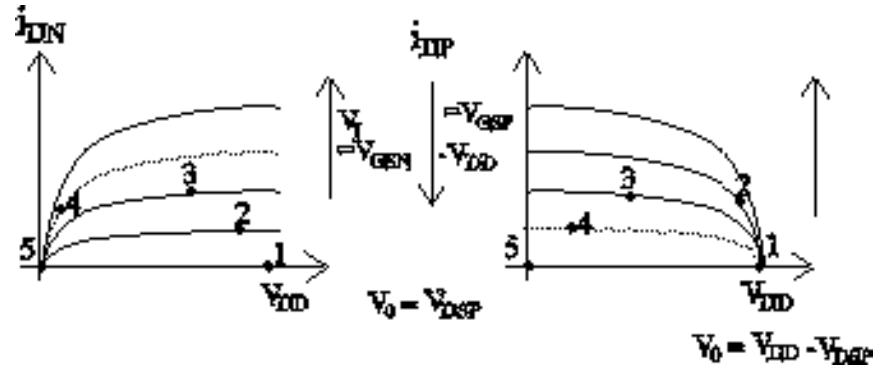 i_DN
i_DP
V_I
= V_GSN
= V_GSP
- V_DD
4
3
2
5
1
V_DD
3
2
4
5
1
V_DD
V_0 = V_DSP
V_0 = V_DD - V_DSP